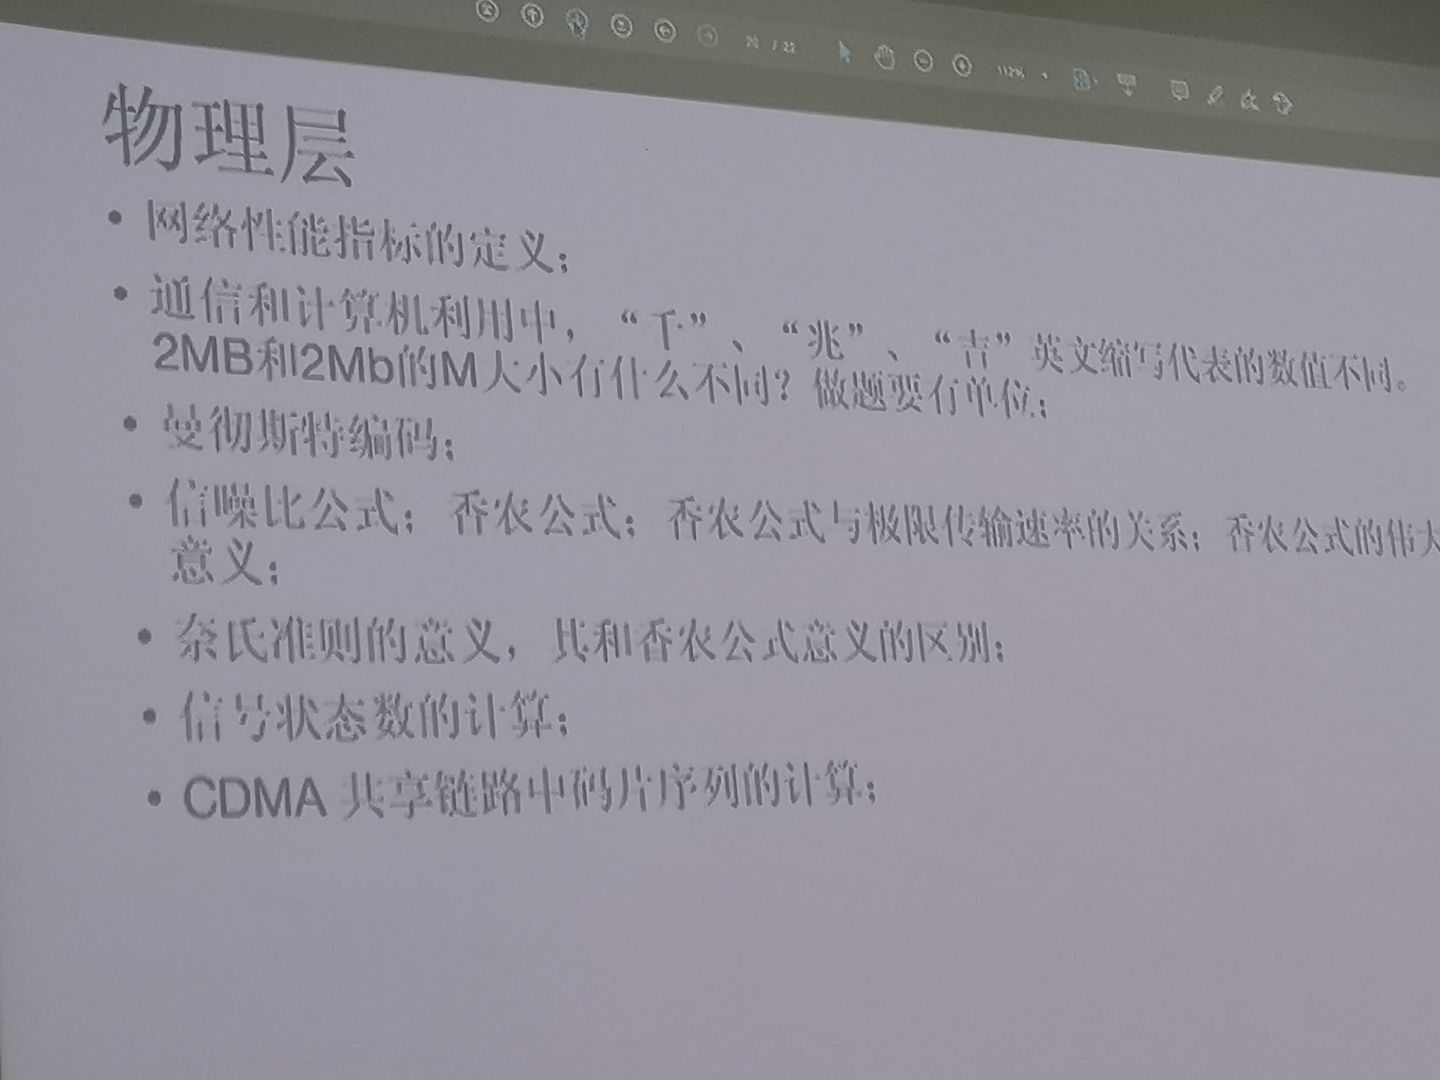 20 / 22
112%
物理层
• 网络性能指标的定义；
• 通信和计算机利用中，“千”、“兆”、“吉”英文缩写代表的数值不同。
2MB和2Mb的M大小有什么不同？做题要有单位；
• 曼彻斯特编码；
• 信噪比公式；香农公式；香农公式与极限传输速率的关系；香农公式的伟大
意义；
• 奈氏准则的意义，其和香农公式意义的区别；
• 信号状态数的计算；
• CDMA 共享链路中码片序列的计算；